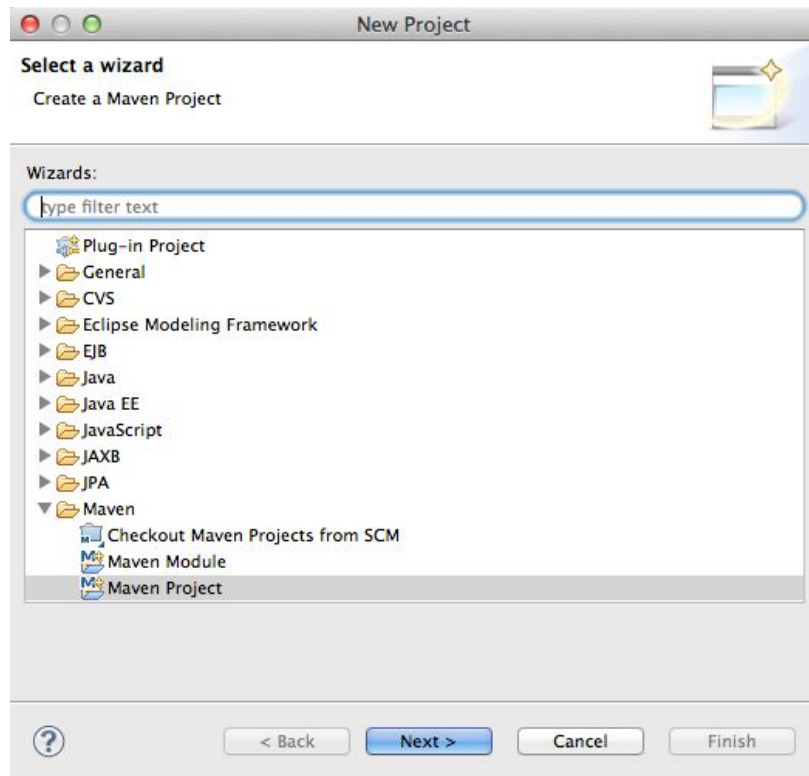 New Project
Select a wizard
Create a Maven Project
Wizards:
type filter text
Plug-in Project
General
CVS
Eclipse Modeling Framework
EJB
Java
Java EE
JavaScript
JAXB
JPA
Maven
Checkout Maven Projects from SCM
Maven Module
Maven Project
? < Back Next > Cancel Finish